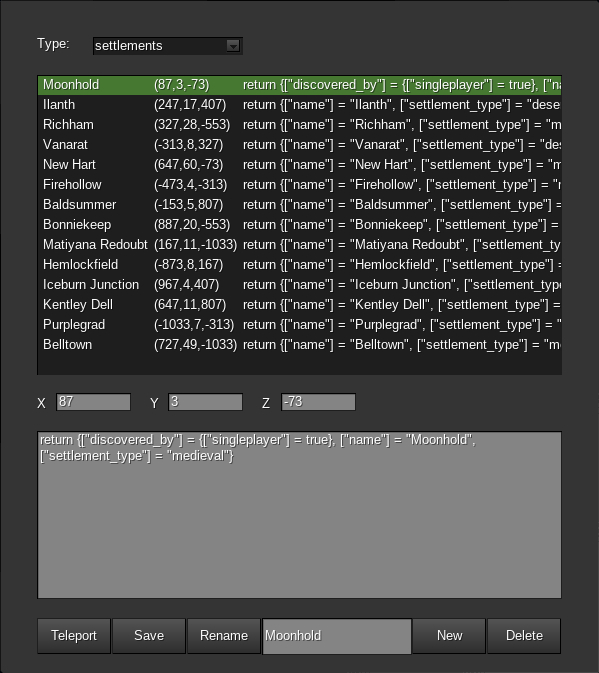 Type: settlements
Moonhold (87,3,-73) return {["discovered_by"] = {["singleplayer"] = true}, ["na
Ilanth (247,17,407) return {["name"] = "Ilanth", ["settlement_type"] = "dese
Richham (327,28,-553) return {["name"] = "Richham", ["settlement_type"] = "m
Vanarat (-313,8,327) return {["name"] = "Vanarat", ["settlement_type"] = "des
New Hart (647,60,-73) return {["name"] = "New Hart", ["settlement_type"] = "m
Firehollow (-473,4,-313) return {["name"] = "Firehollow", ["settlement_type"] = "m
Baldsummer (-153,5,807) return {["name"] = "Baldsummer", ["settlement_type"] =
Bonniekeep (887,20,-553) return {["name"] = "Bonniekeep", ["settlement_type"] =
Matiyana Redoubt (167,11,-1033) return {["name"] = "Matiyana Redoubt", ["settlement_ty
Hemlockfield (-873,8,167) return {["name"] = "Hemlockfield", ["settlement_type"] =
Iceburn Junction (967,4,407) return {["name"] = "Iceburn Junction", ["settlement_type
Kentley Dell (647,11,807) return {["name"] = "Kentley Dell", ["settlement_type"] =
Purplegrad (-1033,7,-313) return {["name"] = "Purplegrad", ["settlement_type"] = "
Belltown (727,49,-1033) return {["name"] = "Belltown", ["settlement_type"] = "me
X 87 Y 3 Z -73
return {["discovered_by"] = {["singleplayer"] = true}, ["name"] = "Moonhold",
["settlement_type"] = "medieval"}
Teleport Save Rename Moonhold New Delete